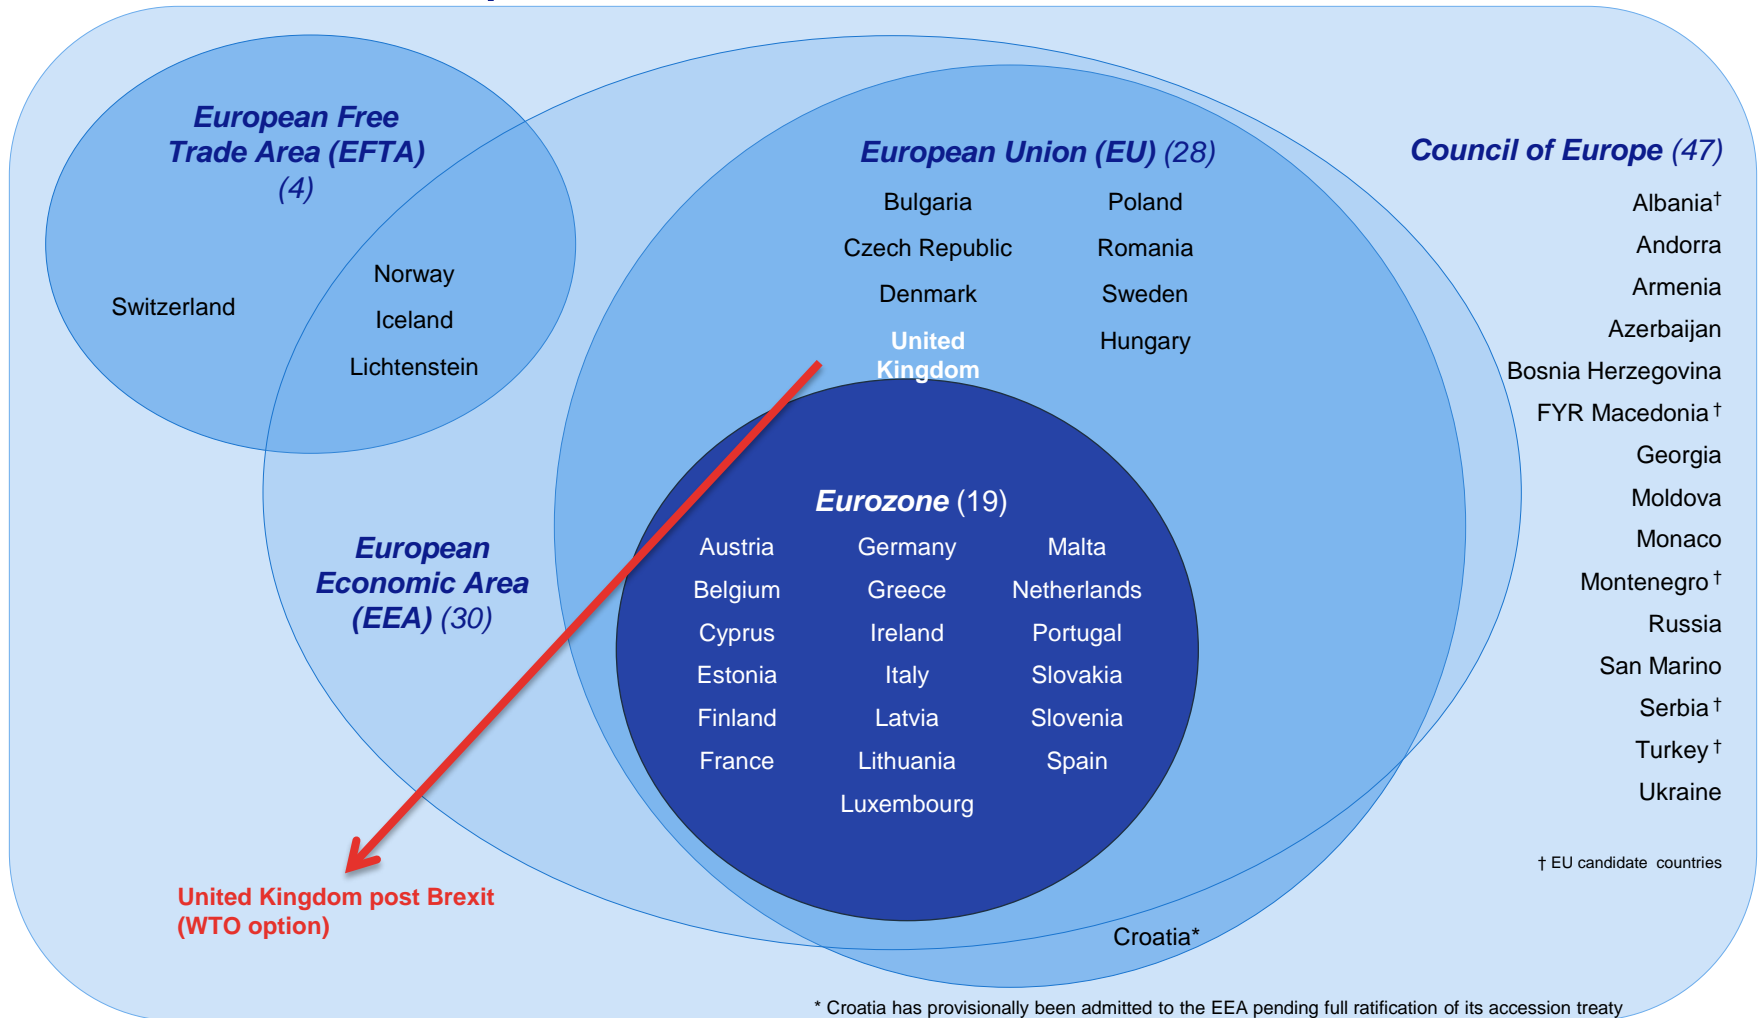 European Free
Trade Area (EFTA)
(4)
Switzerland
Norway
Iceland
Lichtenstein
European
Economic Area
(EEA) (30)
European Union (EU) (28)
Bulgaria
Poland
Czech Republic
Romania
Denmark
Sweden
United
Kingdom
Hungary
Eurozone (19)
Austria
Germany
Malta
Belgium
Greece
Netherlands
Cyprus
Ireland
Portugal
Estonia
Italy
Slovakia
Finland
Latvia
Slovenia
France
Lithuania
Spain
Luxembourg
Council of Europe (47)
Albania†
Andorra
Armenia
Azerbaijan
Bosnia Herzegovina
FYR Macedonia †
Georgia
Moldova
Monaco
Montenegro †
Russia
San Marino
Serbia †
Turkey †
Ukraine
† EU candidate countries
United Kingdom post Brexit
(WTO option)
Croatia*
* Croatia has provisionally been admitted to the EEA pending full ratification of its accession treaty